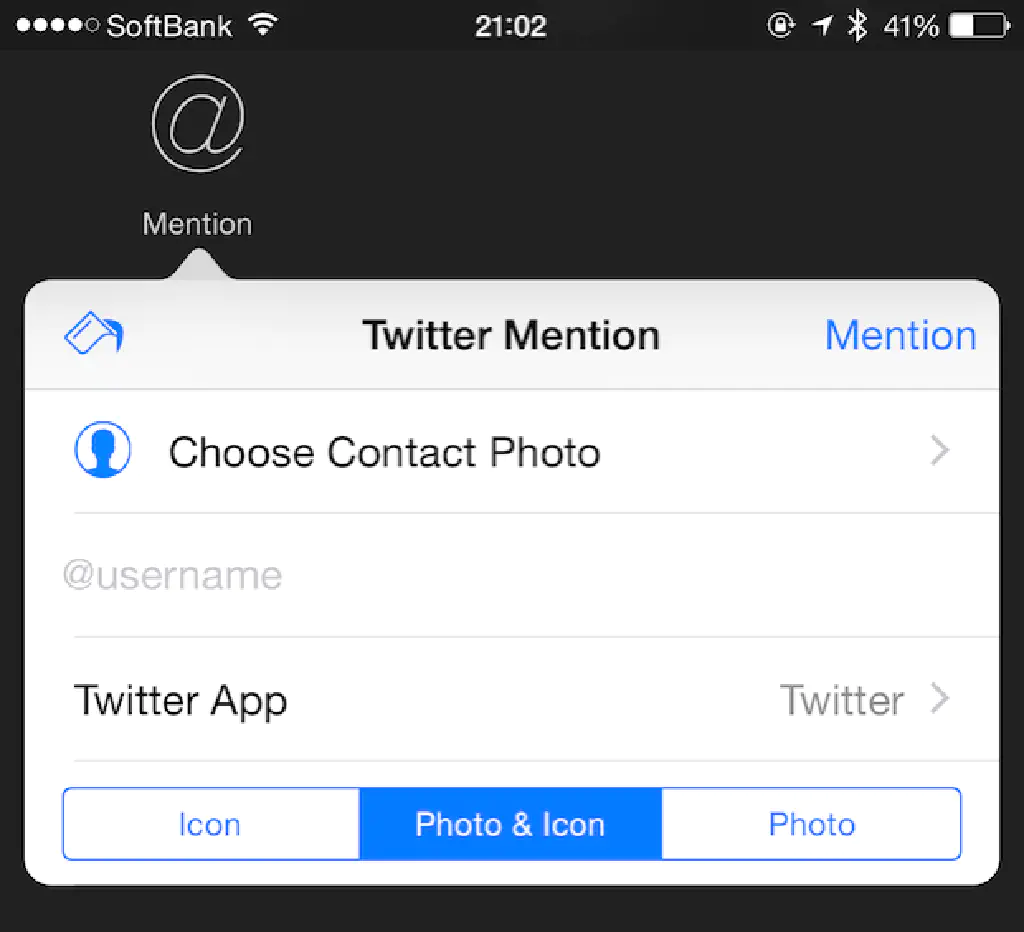 SoftBank 21:02 41%
@
Mention
Twitter Mention Mention
Choose Contact Photo
@username
Twitter App Twitter
Icon Photo & Icon Photo